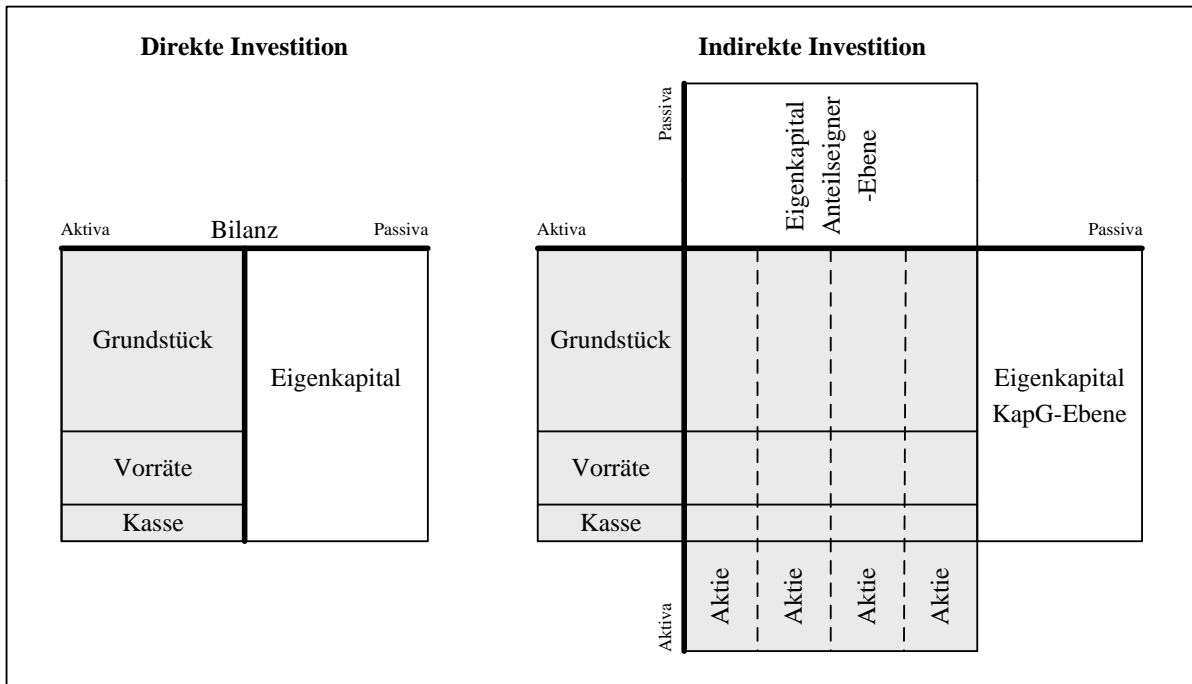 Direkte Investition
Aktiva
Bilanz
Passiva
Grundstück
Eigenkapital
Vorräte
Kasse
Indirekte Investition
Passiva
Eigenkapital
Anteilseigner
-Ebene
Aktiva
Passiva
Grundstück
Vorräte
Kasse
Eigenkapital
KapG-Ebene
Aktiva
Aktie
Aktie
Aktie
Aktie